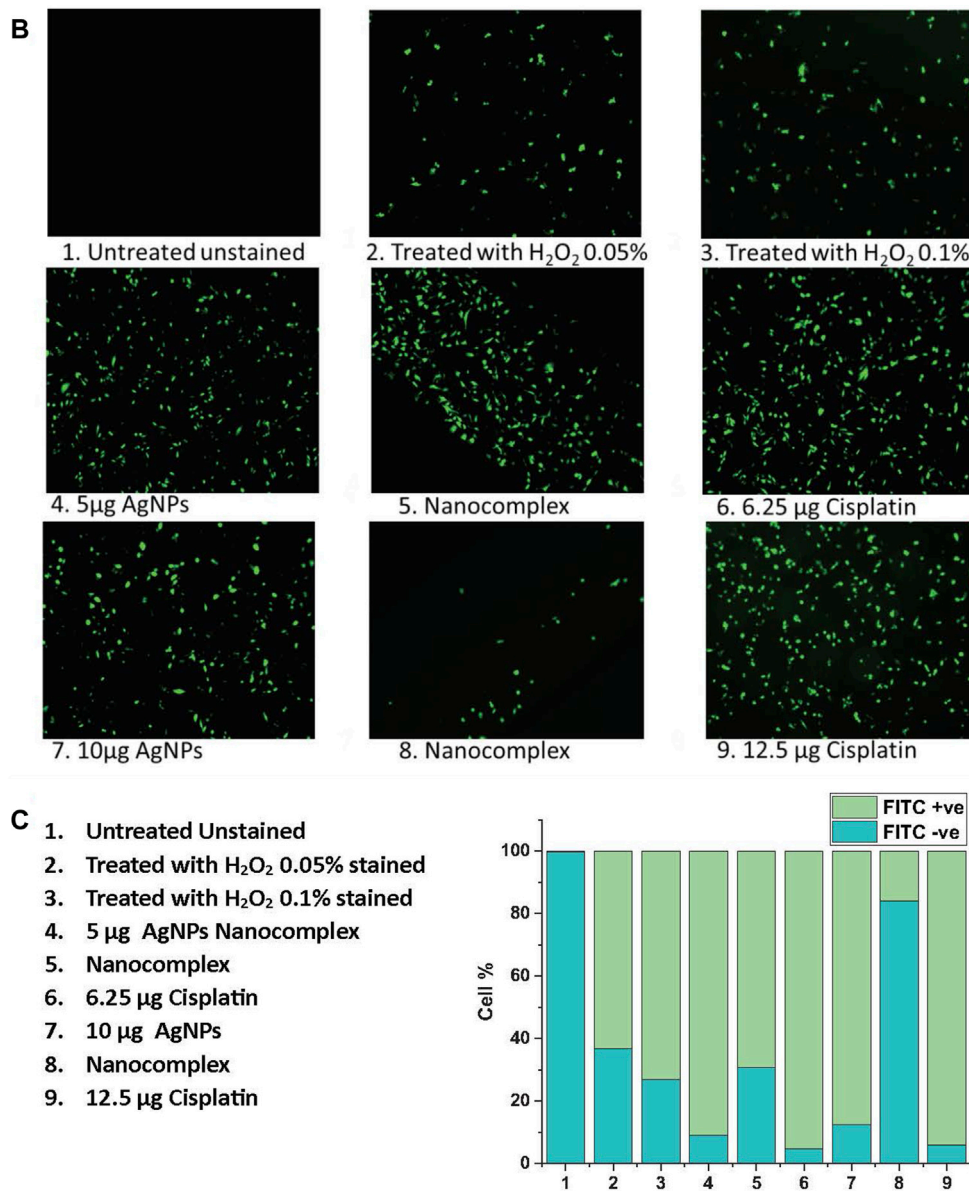 B
1. Untreated unstained
2. Treated with H₂O₂ 0.05%
3. Treated with H₂O₂ 0.1%
4. 5µg AgNPs
5. Nanocomplex
6. 6.25 µg Cisplatin
7. 10µg AgNPs
8. Nanocomplex
9. 12.5 µg Cisplatin
C
1. Untreated Unstained
2. Treated with H₂O₂ 0.05% stained
3. Treated with H₂O₂ 0.1% stained
4. 5 µg AgNPs Nanocomplex
5. Nanocomplex
6. 6.25 µg Cisplatin
7. 10 µg AgNPs
8. Nanocomplex
9. 12.5 µg Cisplatin
FITC +ve
FITC -ve
Cell %
100
80
60
40
20
0
1 2 3 4 5 6 7 8 9